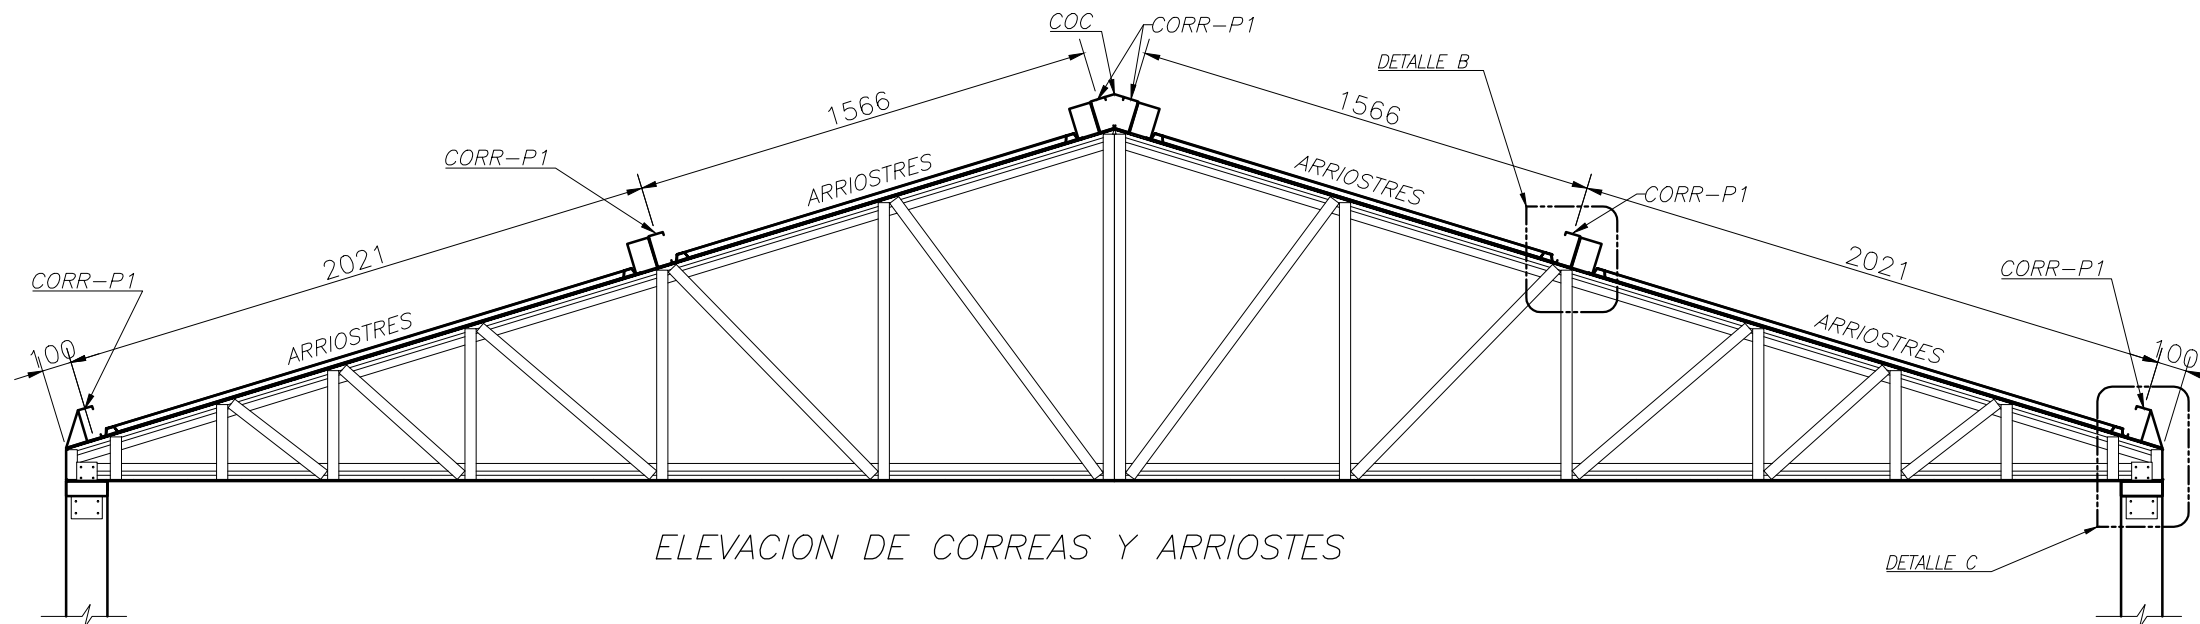 COC
CORR-P1
DETALLE B
1566
1566
CORR-P1
ARRIOSTRES
ARRIOSTRES
CORR-P1
2021
2021
CORR-P1
CORR-P1
ARRIOSTRES
ARRIOSTRES
100
100
ELEVACION DE CORREAS Y ARRIOSTES
DETALLE C